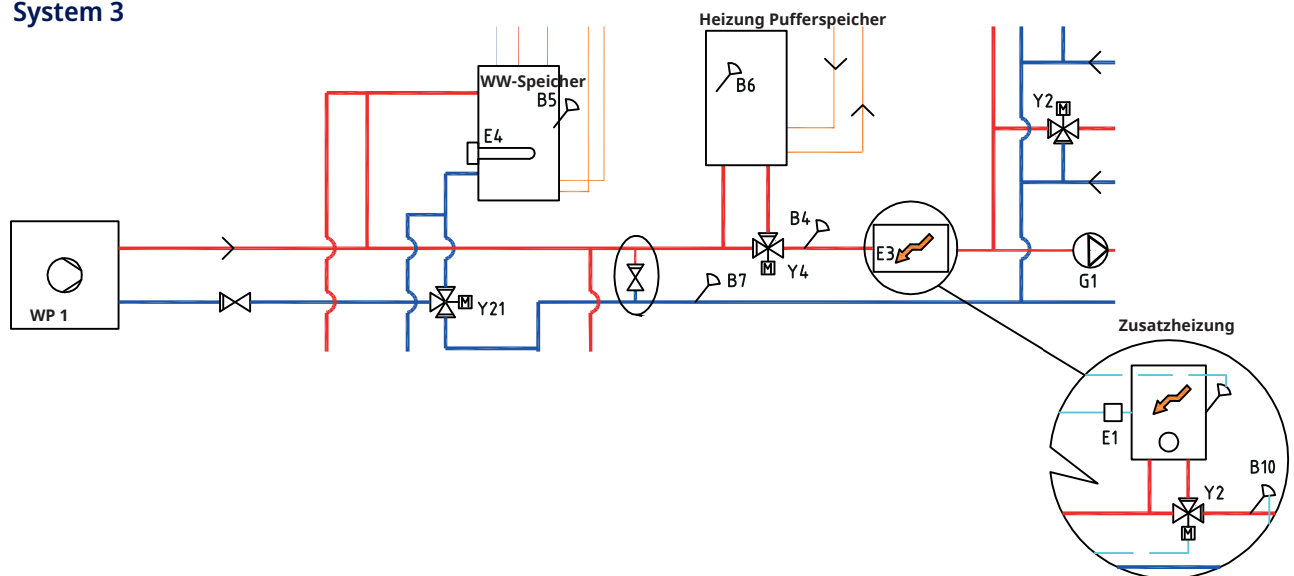 System 3
Heizung Pufferspeicher
WW-Speicher
B5
B6
E4
Y2
M
B4
E3
WP 1
M
Y21
B7
M
Y4
G1
Zusatzheizung
E1
B10
Y2
M